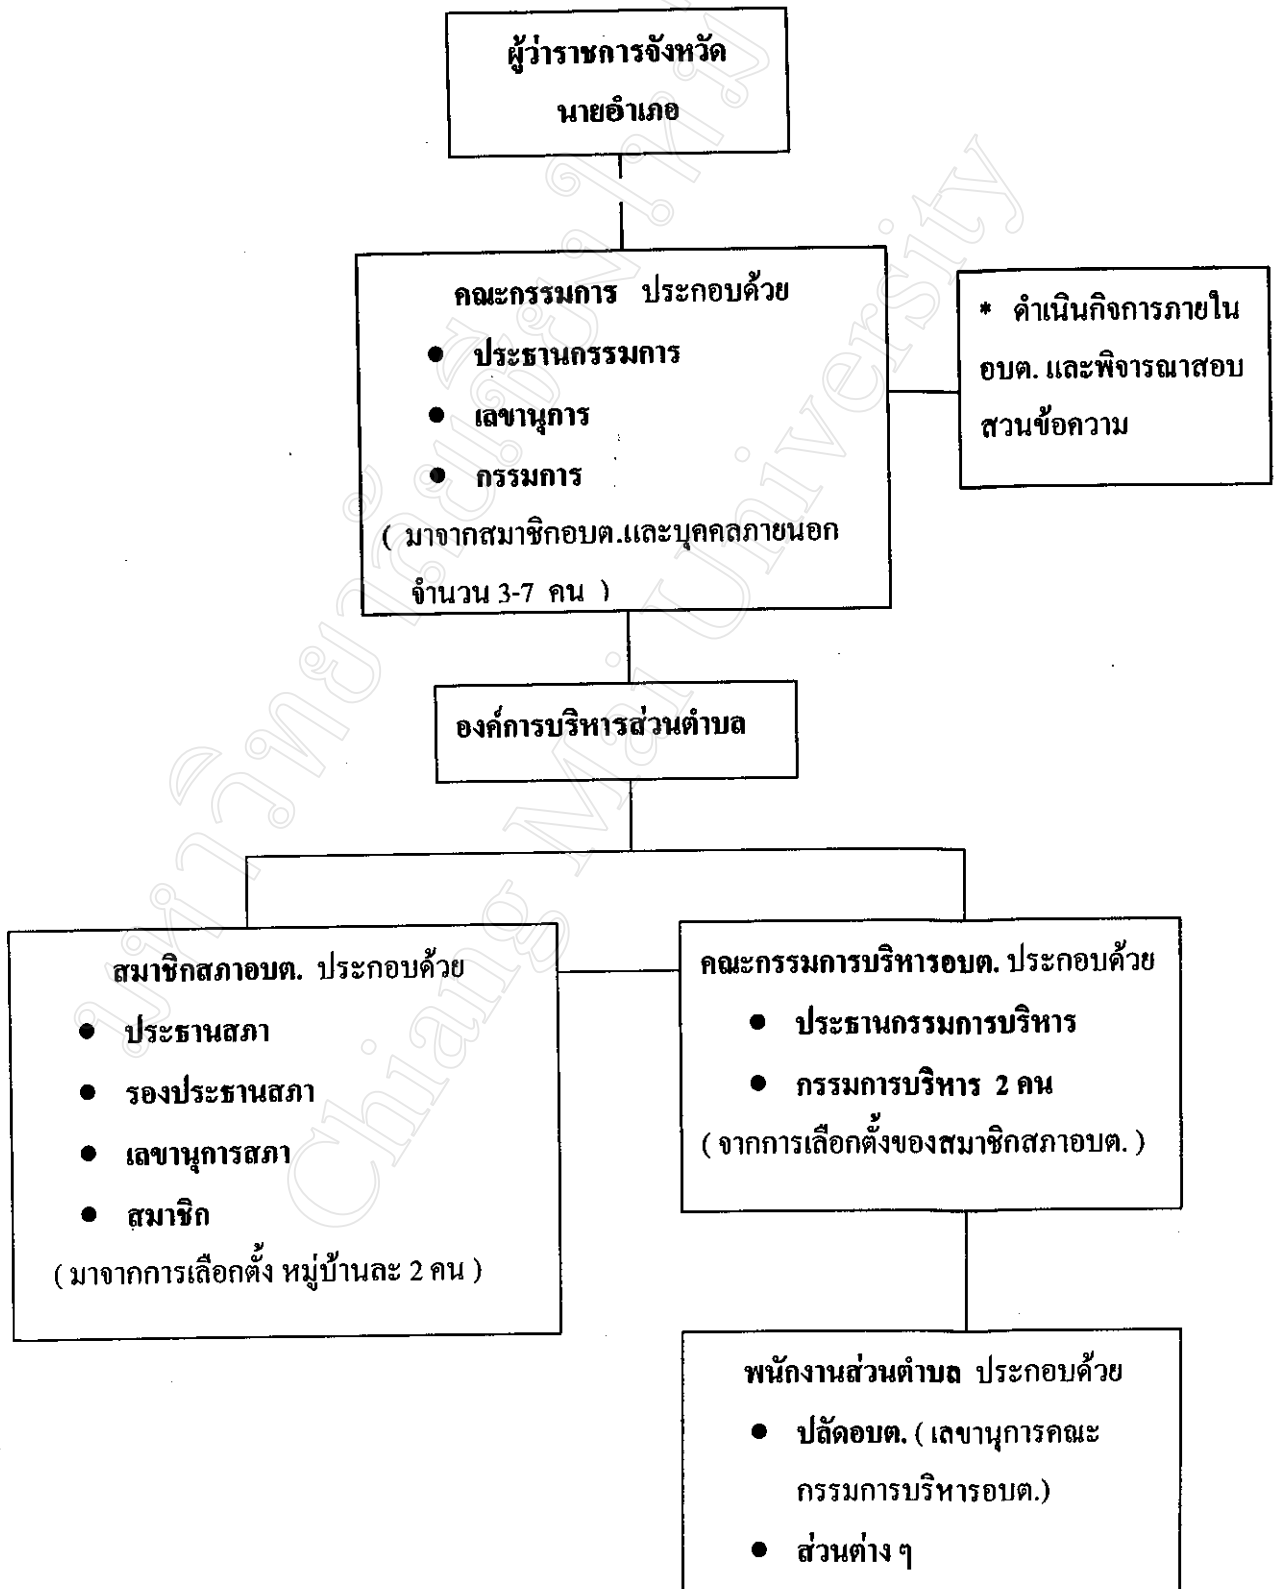 ผู้ว่าราชการจังหวัด
นายอำเภอ
คณะกรรมการ ประกอบด้วย
● ประธานกรรมการ
● เลขานุการ
● กรรมการ
( มาจากสมาชิกอบต.และบุคคลภายนอก
จำนวน 3-7 คน )
* ดำเนินกิจการภายใน
อบต. และพิจารณาสอบ
สวนข้อความ
องค์การบริหารส่วนตำบล
สมาชิกสภาอบต. ประกอบด้วย
● ประธานสภา
● รองประธานสภา
● เลขานุการสภา
● สมาชิก
( มาจากการเลือกตั้ง หมู่บ้านละ 2 คน )
คณะกรรมการบริหารอบต. ประกอบด้วย
● ประธานกรรมการบริหาร
● กรรมการบริหาร 2 คน
( จากการเลือกตั้งของสมาชิกสภาอบต. )
พนักงานส่วนตำบล ประกอบด้วย
● ปลัดอบต. ( เลขานุการคณะ
กรรมการบริหารอบต.)
● ส่วนต่าง ๆ
มหาวิทยาลัยเชียงใหม่
Chiang Mai University